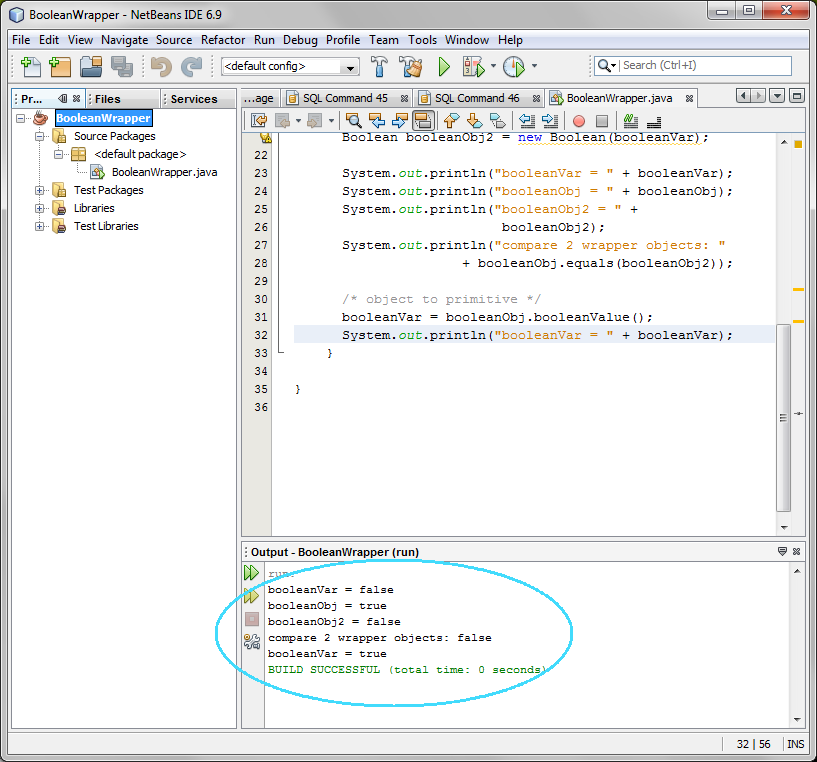 BooleanWrapper - NetBeans IDE 6.9
File Edit View Navigate Source Refactor Run Debug Profile Team Tools Window Help
<default config>
Search (Ctrl+I)
Pr...
Files
Services
BooleanWrapper
Source Packages
<default package>
BooleanWrapper.java
Test Packages
Libraries
Test Libraries
...age
SQL Command 45
SQL Command 46
BooleanWrapper.java
Boolean booleanObj2 = new Boolean(booleanVar);
22
23 System.out.println("booleanVar = " + booleanVar);
24 System.out.println("booleanObj = " + booleanObj);
25 System.out.println("booleanObj2 = " +
26 booleanObj2);
27 System.out.println("compare 2 wrapper objects: "
28 + booleanObj.equals(booleanObj2));
29
30 /* object to primitive */
31 booleanVar = booleanObj.booleanValue();
32 System.out.println("booleanVar = " + booleanVar);
33 }
34
35 }
36
Output - BooleanWrapper (run)
run:
booleanVar = false
booleanObj = true
booleanObj2 = false
compare 2 wrapper objects: false
booleanVar = true
BUILD SUCCESSFUL (total time: 0 seconds)
32 | 56 INS